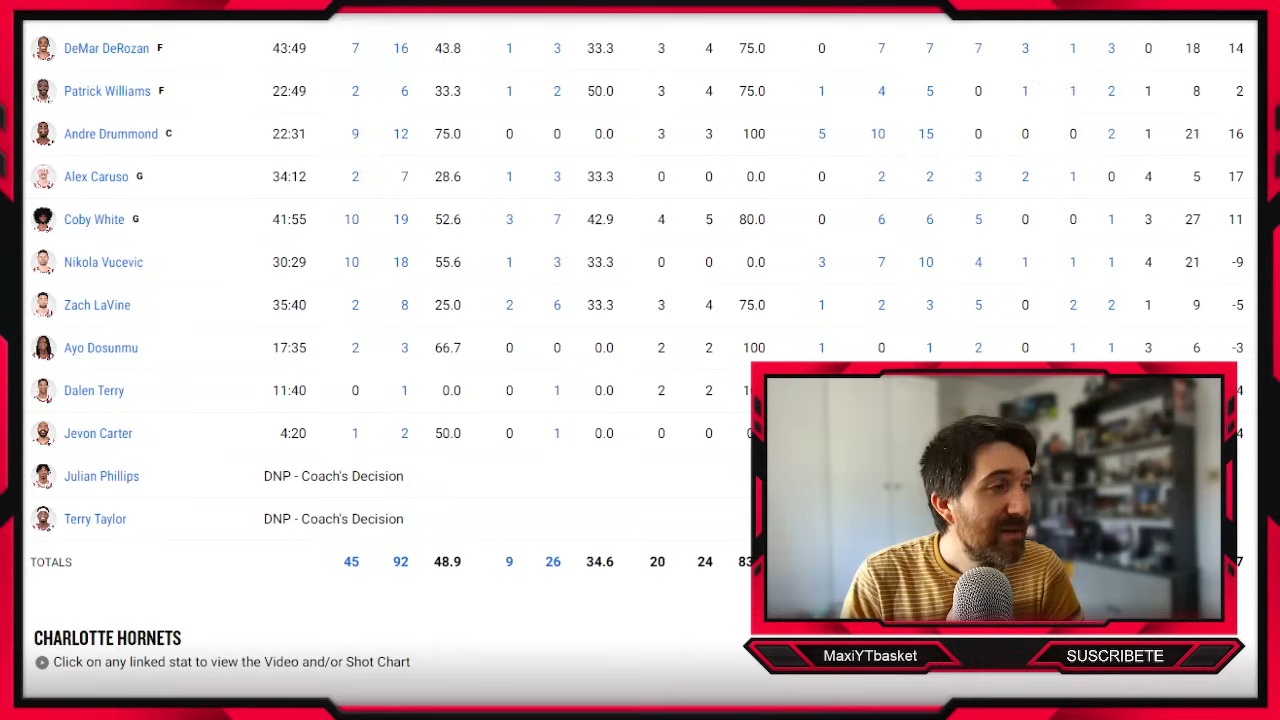 DeMar DeRozan F 43:49 7 16 43.8 1 3 33.3 3 4 75.0 0 7 7 7 3 1 3 0 18 14
Patrick Williams F 22:49 2 6 33.3 1 2 50.0 3 4 75.0 1 4 5 0 1 1 2 1 8 2
Andre Drummond C 22:31 9 12 75.0 0 0 0.0 3 3 100 5 10 15 0 0 0 2 1 21 16
Alex Caruso G 34:12 2 7 28.6 1 3 33.3 0 0 0.0 0 2 2 3 2 1 0 4 5 17
Coby White G 41:55 10 19 52.6 3 7 42.9 4 5 80.0 0 6 6 5 0 0 1 3 27 11
Nikola Vucevic 30:29 10 18 55.6 1 3 33.3 0 0 0.0 3 7 10 4 1 1 1 4 21 -9
Zach LaVine 35:40 2 8 25.0 2 6 33.3 3 4 75.0 1 2 3 5 0 2 2 1 9 -5
Ayo Dosunmu 17:35 2 3 66.7 0 0 0.0 2 2 100 1 0 1 2 0 1 1 3 6 -3
Dalen Terry 11:40 0 1 0.0 0 1 0.0 2 2
Jevon Carter 4:20 1 2 50.0 0 1 0.0 0 0
Julian Phillips DNP - Coach's Decision
Terry Taylor DNP - Coach's Decision
TOTALS 45 92 48.9 9 26 34.6 20 24
CHARLOTTE HORNETS
Click on any linked stat to view the Video and/or Shot Chart
MaxiYTbasket
SUSCRIBETE